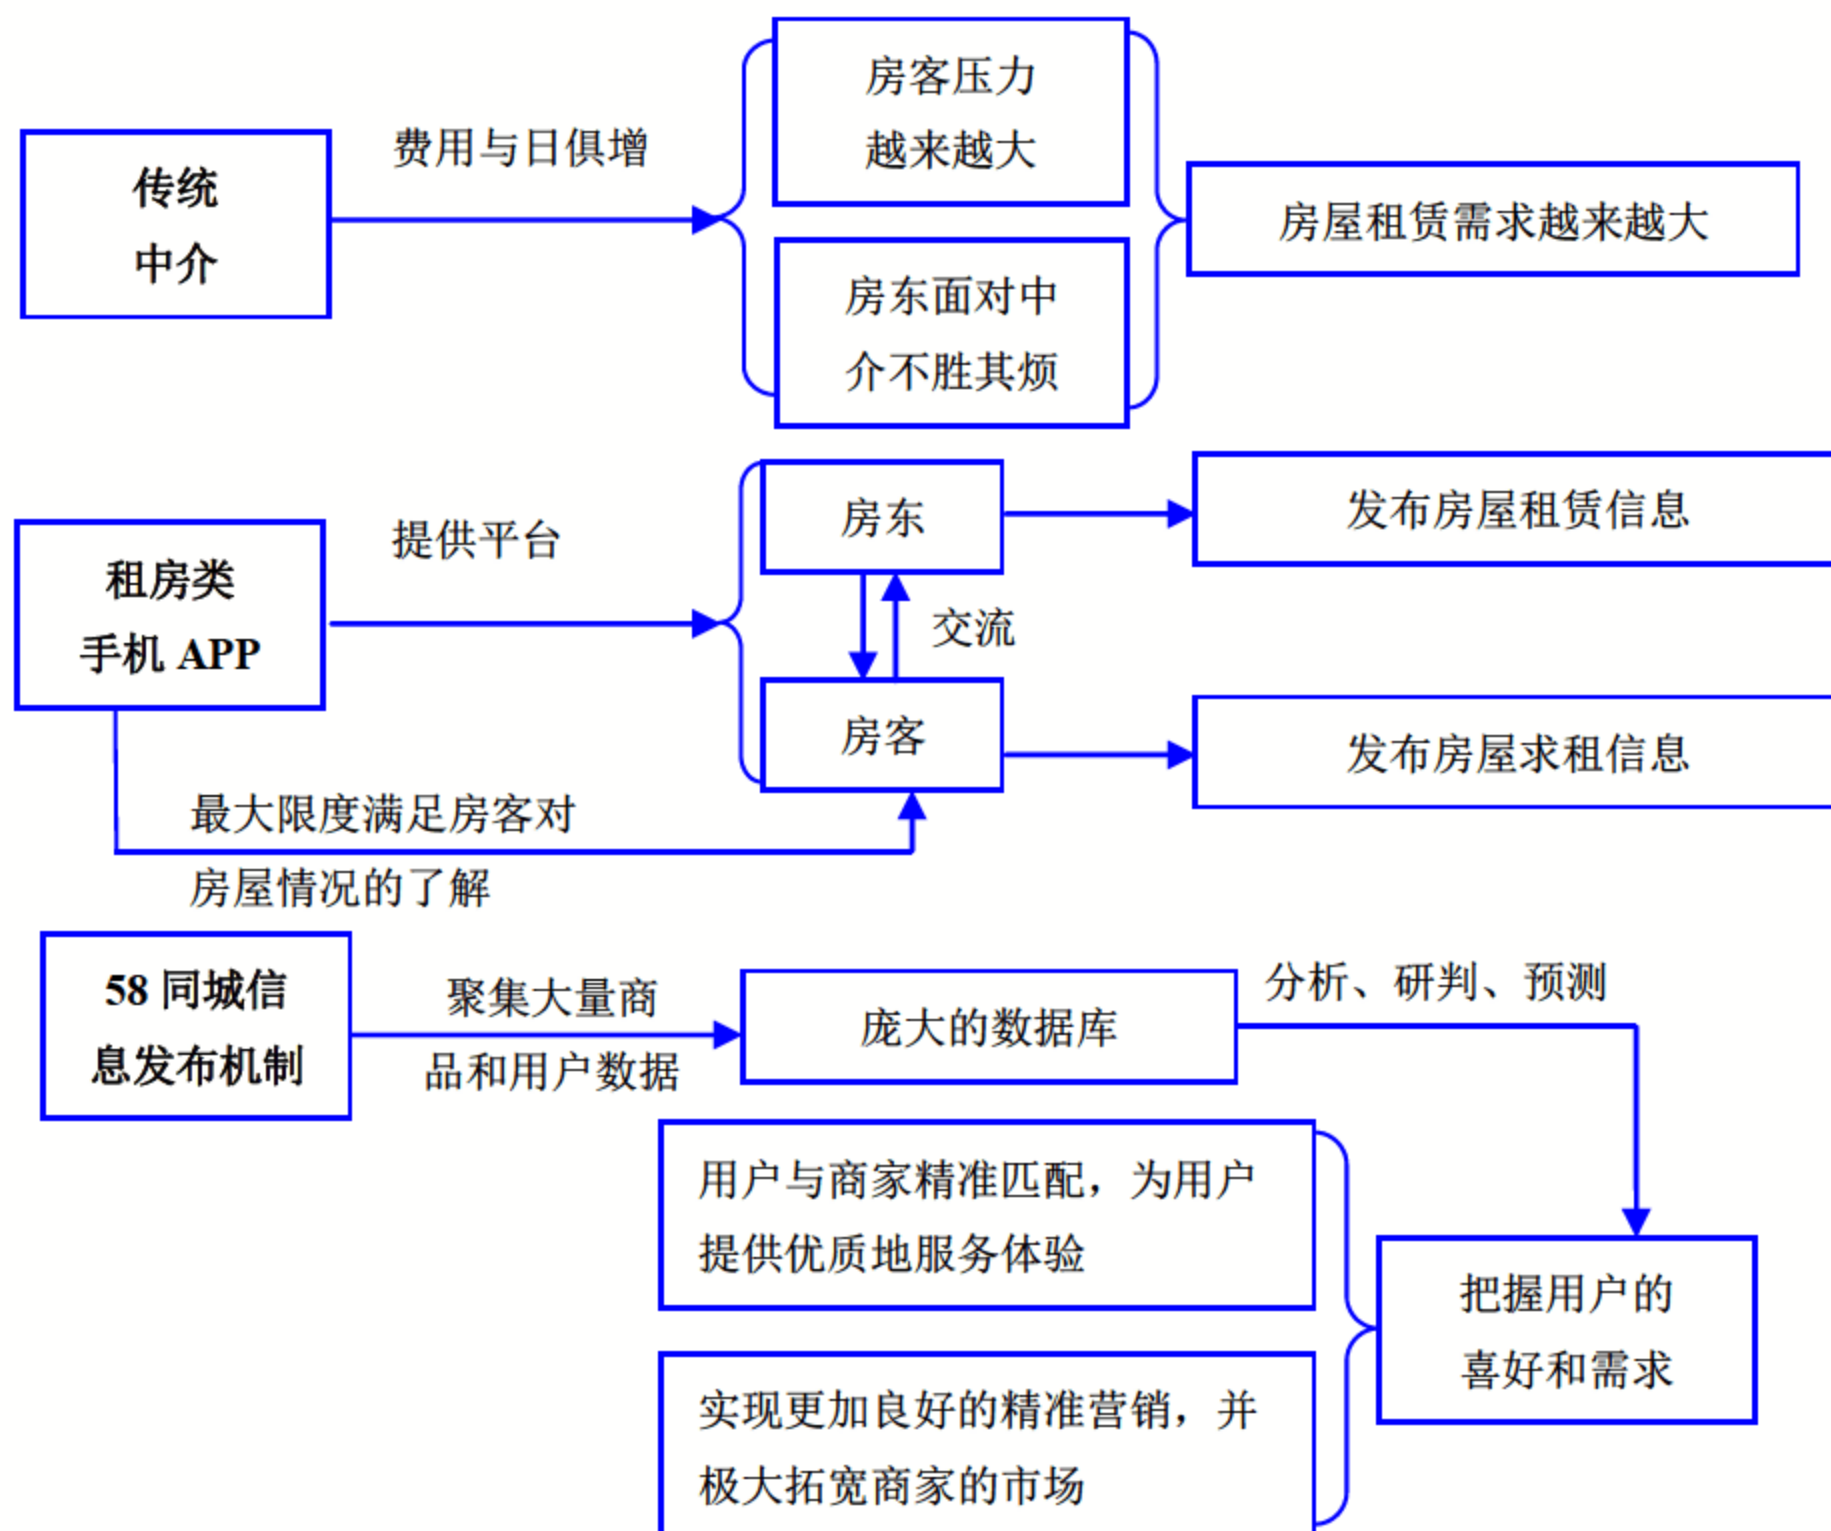 传统
中介
费用与日俱增
房客压力
越来越大
房东面对中
介不胜其烦
房屋租赁需求越来越大
租房类
手机 APP
提供平台
房东
交流
房客
发布房屋租赁信息
发布房屋求租信息
最大限度满足房客对
房屋情况的了解
58 同城信
息发布机制
聚集大量商
品和用户数据
庞大的数据库
分析、研判、预测
把握用户的
喜好和需求
用户与商家精准匹配，为用户
提供优质地服务体验
实现更加良好的精准营销，并
极大拓宽商家的市场